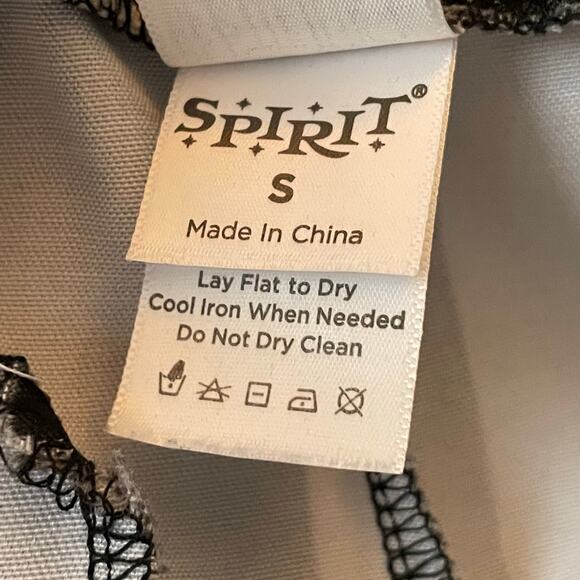 SPIRIT®
S
Made In China
Lay Flat to Dry
Cool Iron When Needed
Do Not Dry Clean